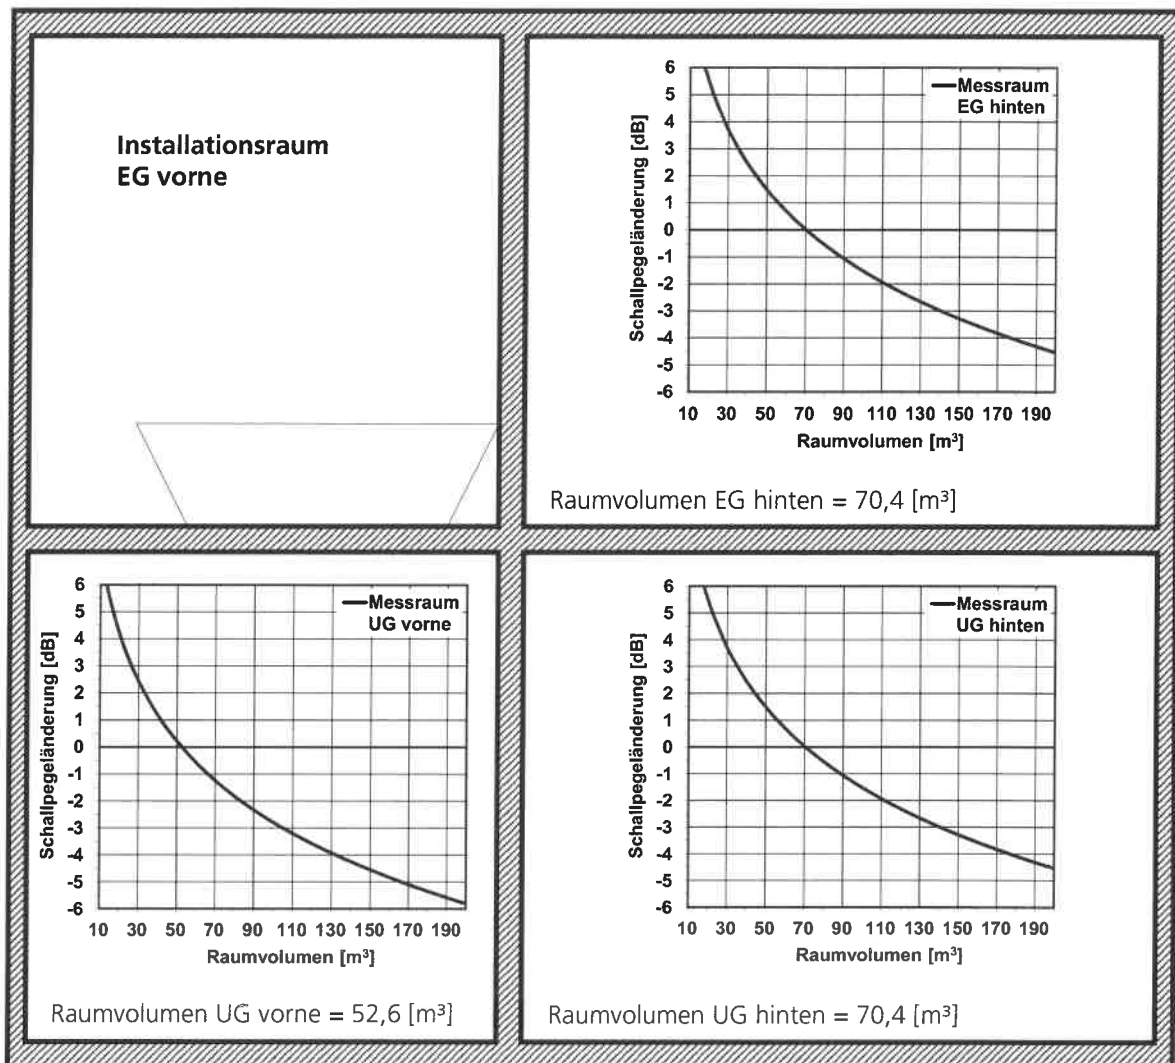 Installationsraum
EG vorne
Schallpegeländerung [dB]
6
5
4
3
2
1
0
-1
-2
-3
-4
-5
-6
Messraum
EG hinten
10 30 50 70 90 110 130 150 170 190
Raumvolumen [m³]
Raumvolumen EG hinten = 70,4 [m³]
Schallpegeländerung [dB]
6
5
4
3
2
1
0
-1
-2
-3
-4
-5
-6
Messraum
UG vorne
10 30 50 70 90 110 130 150 170 190
Raumvolumen [m³]
Raumvolumen UG vorne = 52,6 [m³]
Schallpegeländerung [dB]
6
5
4
3
2
1
0
-1
-2
-3
-4
-5
-6
Messraum
UG hinten
10 30 50 70 90 110 130 150 170 190
Raumvolumen [m³]
Raumvolumen UG hinten = 70,4 [m³]